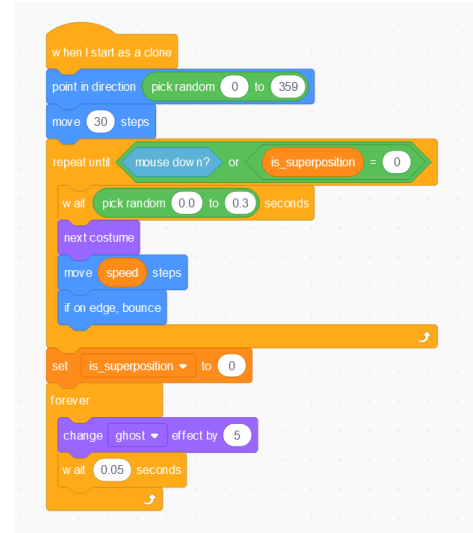 when I start as a clone
point in direction pick random 0 to 359
move 30 steps
repeat until mouse down? or is_superposition = 0
wait pick random 0.0 to 0.3 seconds
next costume
move speed steps
if on edge, bounce
set is_superposition to 0
forever
change ghost effect by 5
wait 0.05 seconds